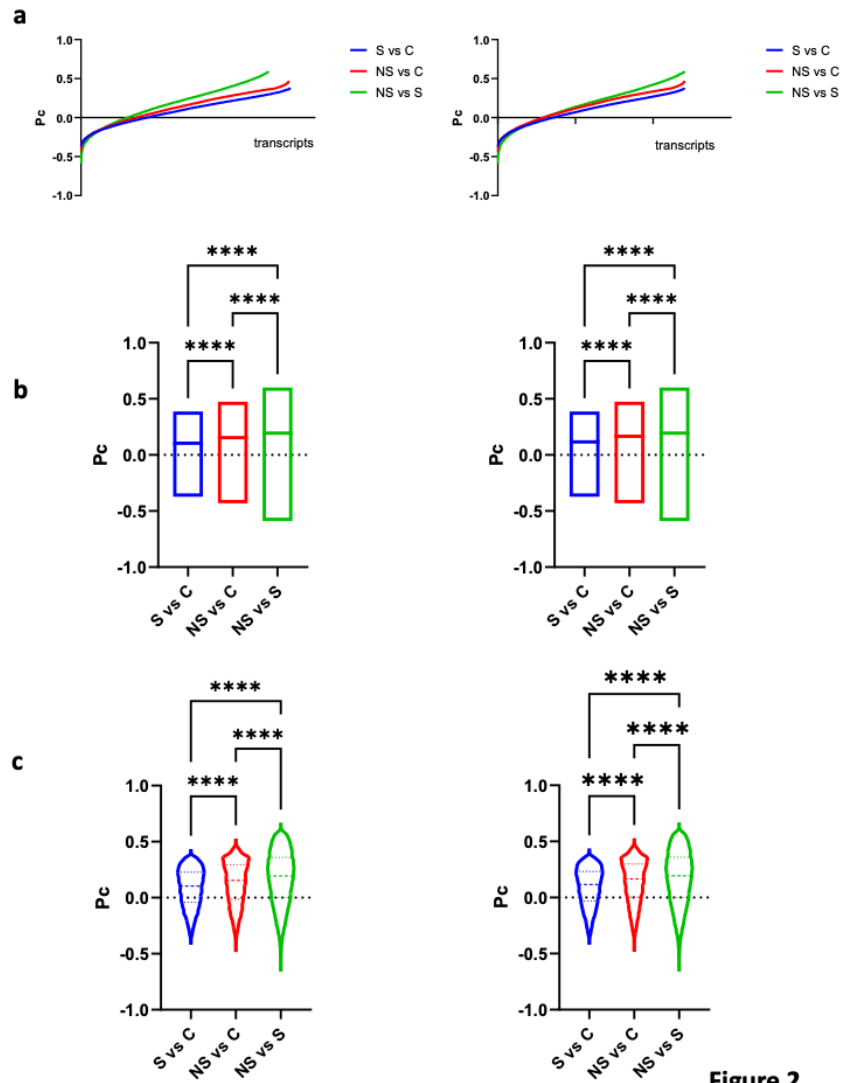 a
1.0
0.5
0.0
-0.5
-1.0
Pc
transcripts
S vs C
NS vs C
NS vs S
1.0
0.5
0.0
-0.5
-1.0
Pc
transcripts
S vs C
NS vs C
NS vs S
b
****
****
****
1.0
0.5
0.0
-0.5
-1.0
Pc
S vs C
NS vs C
NS vs S
****
****
****
1.0
0.5
0.0
-0.5
-1.0
Pc
S vs C
NS vs C
NS vs S
c
****
****
****
1.0
0.5
0.0
-0.5
-1.0
Pc
S vs C
NS vs C
NS vs S
****
****
****
1.0
0.5
0.0
-0.5
-1.0
Pc
S vs C
NS vs C
NS vs S
Figure 2